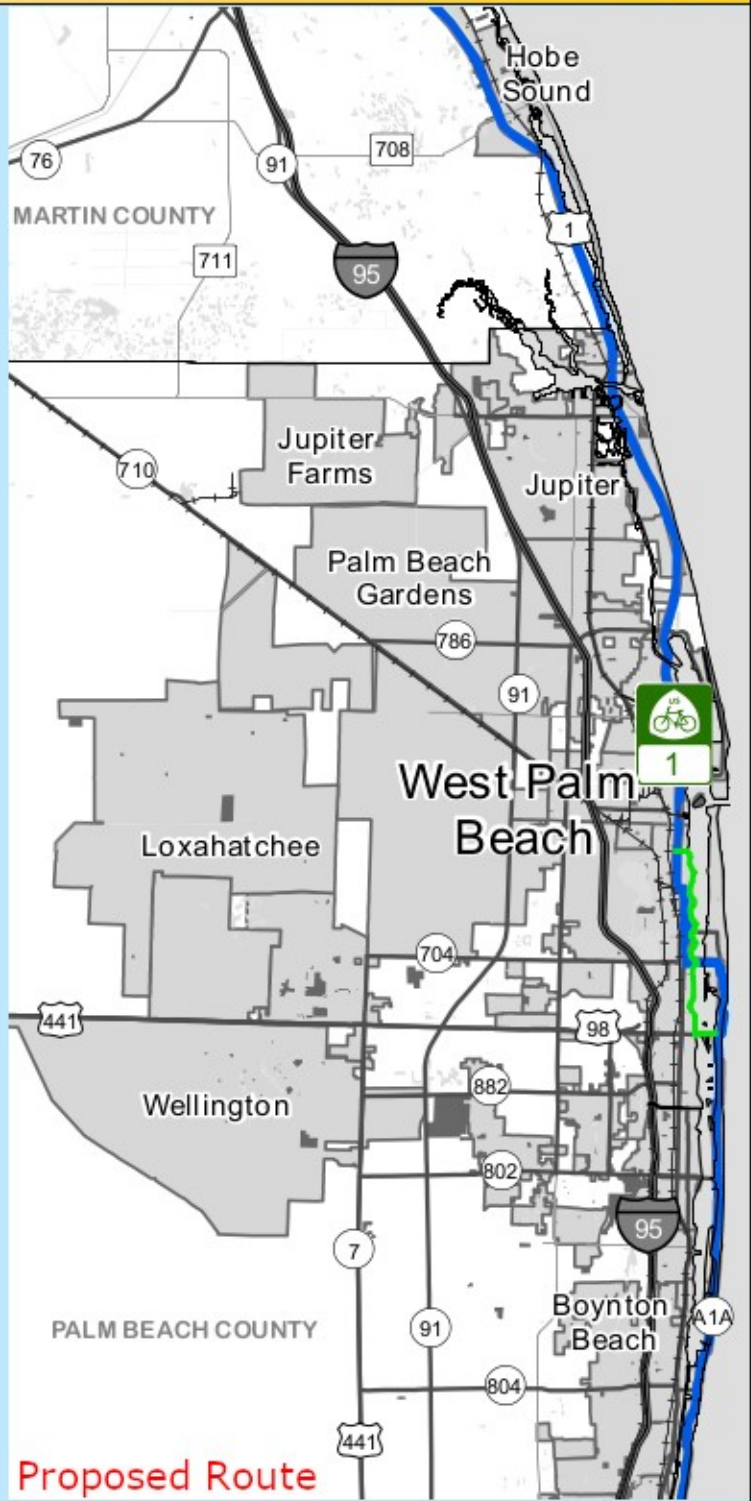 Hobe
Sound
708
76
91
MARTIN COUNTY
1
711
95
Jupiter
Farms
710
Jupiter
Palm Beach
Gardens
786
91
US
1
West Palm
Beach
Loxahatchee
704
441
98
882
Wellington
802
95
7
Boynton
Beach
A1A
PALM BEACH COUNTY
91
804
441
Proposed Route